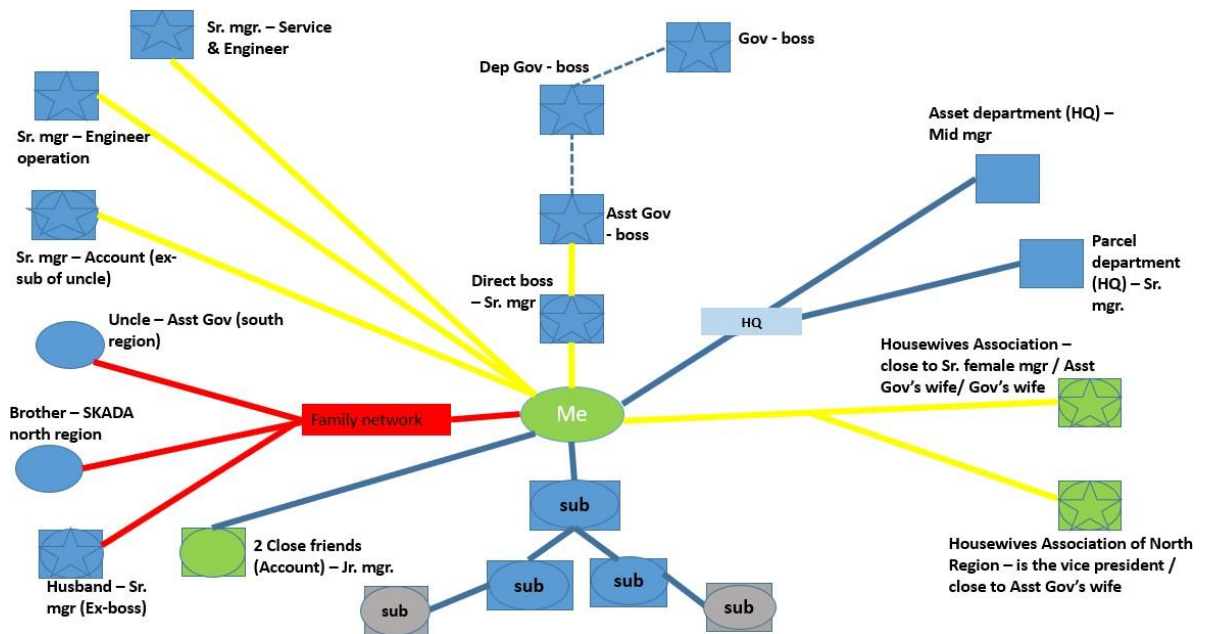 Sr. mgr. – Service
& Engineer
Gov - boss
Dep Gov - boss
Sr. mgr – Engineer
operation
Asset department (HQ) –
Mid mgr
Sr. mgr – Account (ex-
sub of uncle)
Asst Gov
- boss
Direct boss
– Sr. mgr
Parcel
department
(HQ) – Sr.
mgr.
HQ
Uncle – Asst Gov (south
region)
Housewives Association –
close to Sr. female mgr / Asst
Gov’s wife/ Gov’s wife
Brother – SKADA
north region
Family network
Me
sub
2 Close friends
(Account) – Jr. mgr.
Husband – Sr.
mgr (Ex-boss)
sub
sub
sub
sub
Housewives Association of North
Region – is the vice president /
close to Asst Gov’s wife